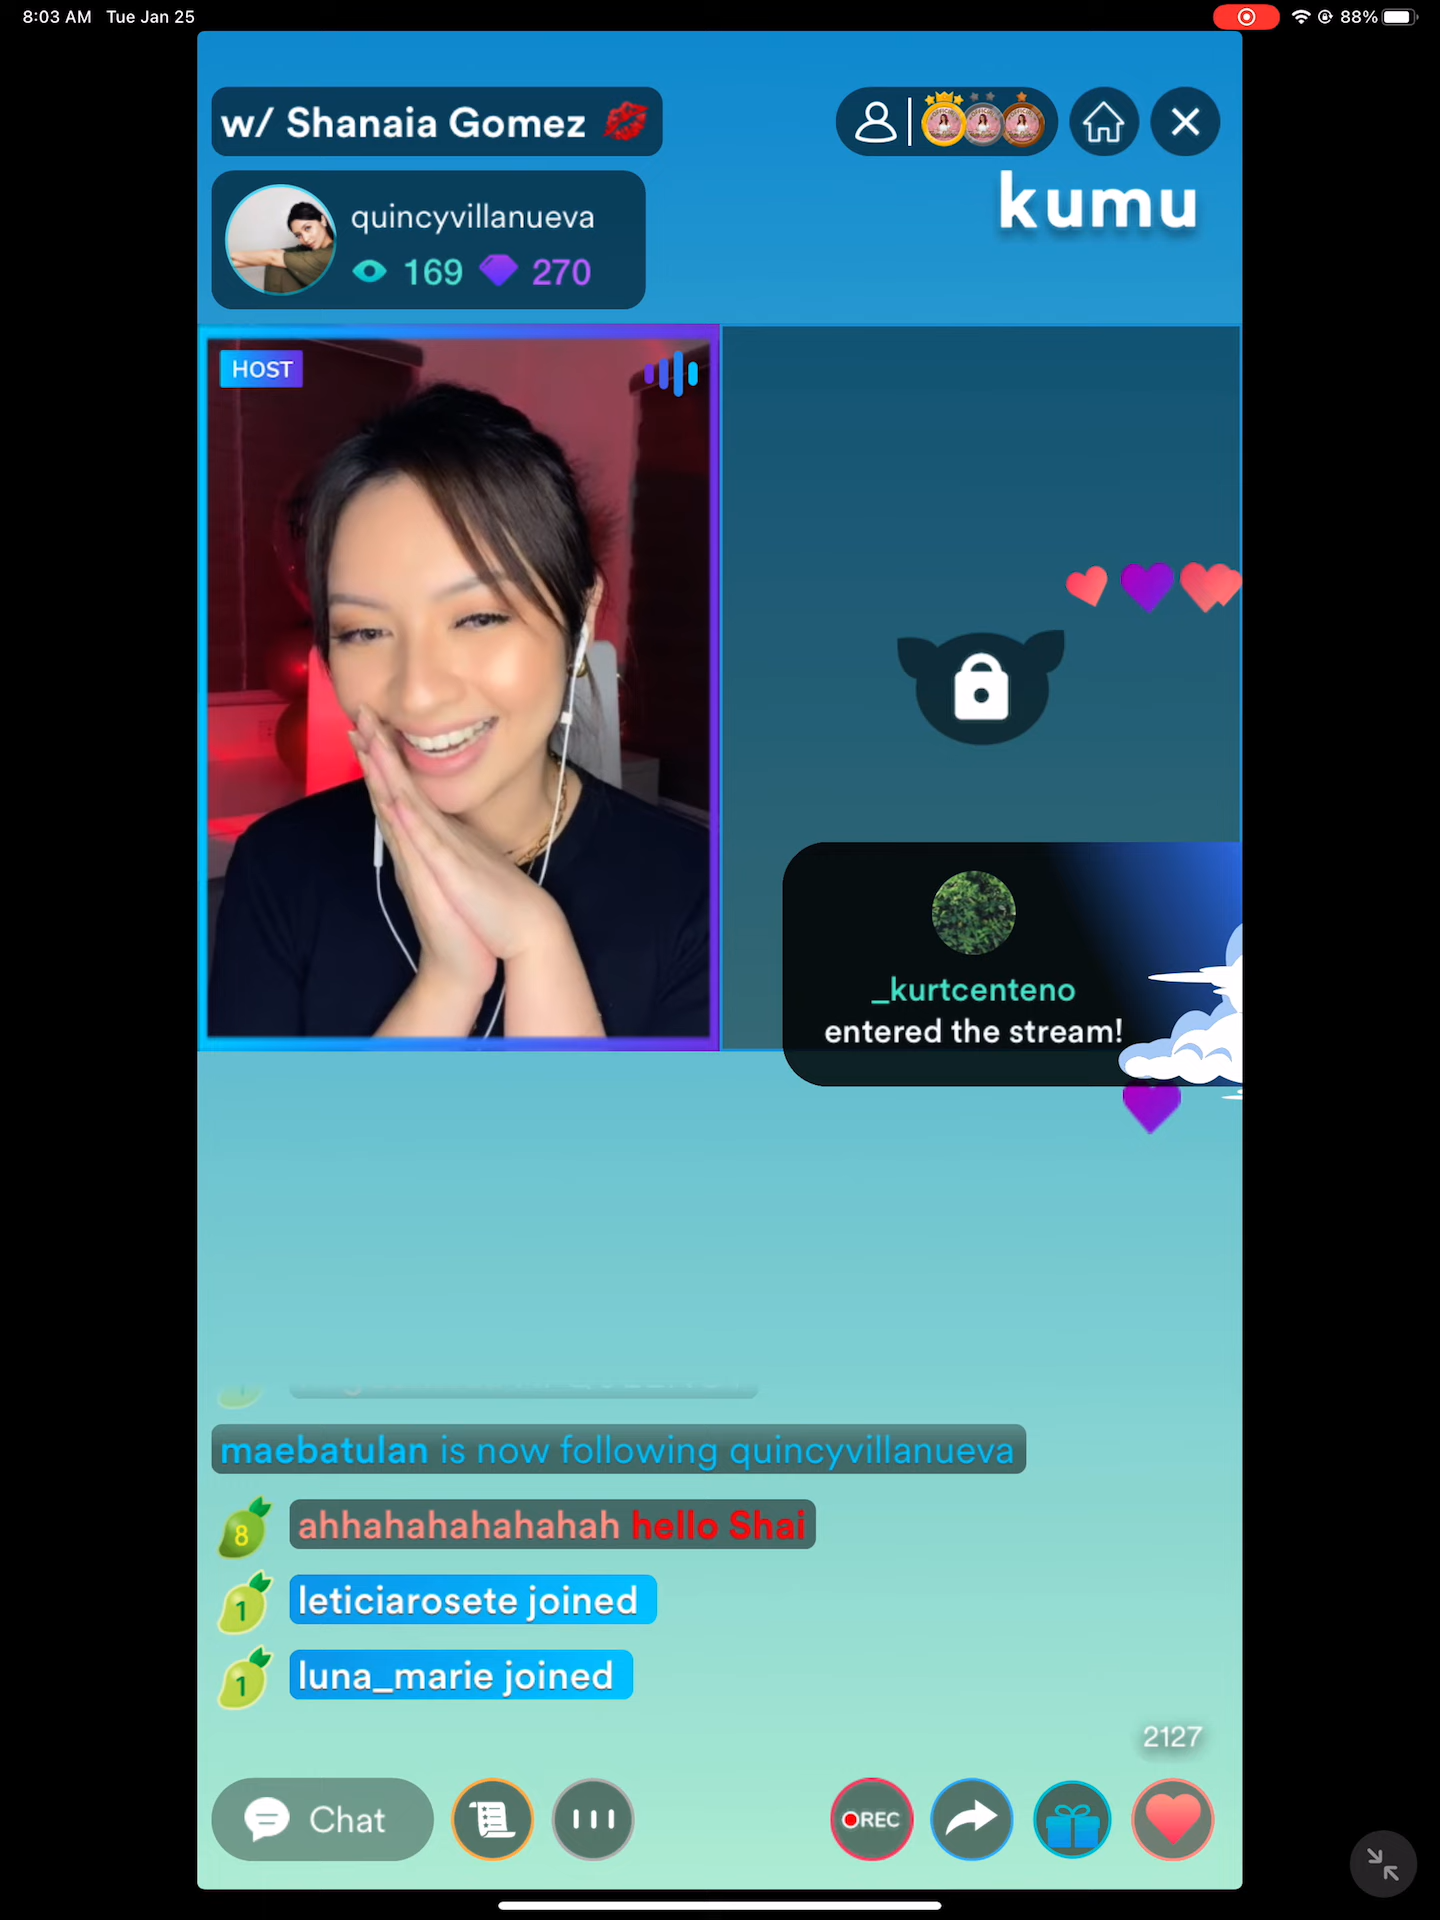 8:03 AM Tue Jan 25
88%
w/ Shanaia Gomez
kumu
quincyvillanueva
169 270
HOST
_kurtcenteno
entered the stream!
maebatulan is now following quincyvillanueva
8 ahhahahahahahah hello Shai
1 leticiarosete joined
1 luna_marie joined
2127
Chat
REC